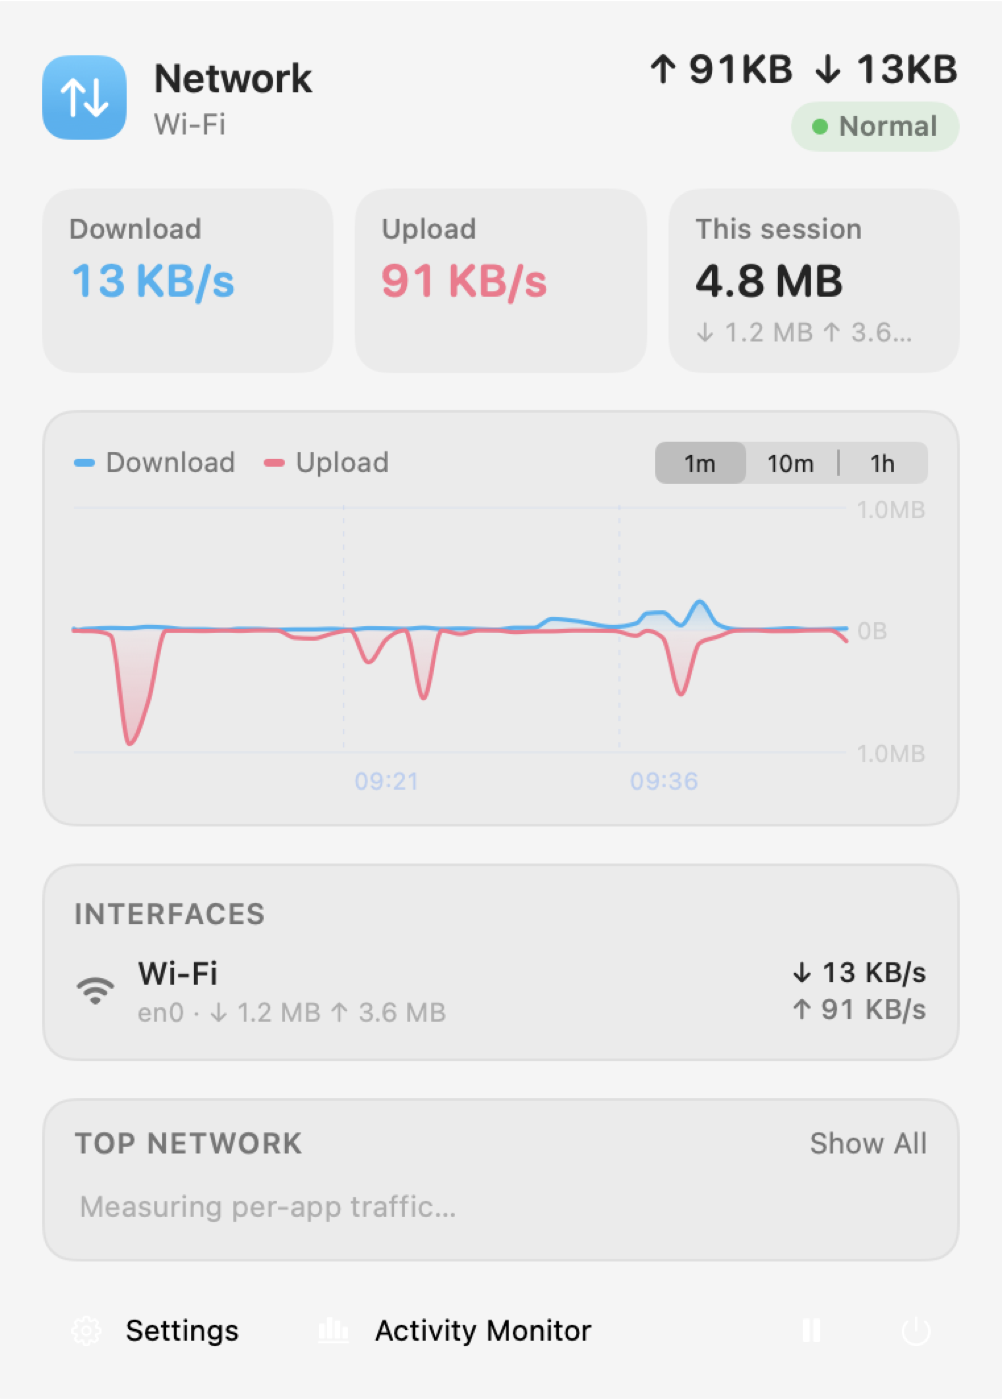 Network
Wi-Fi
↑ 91KB ↓ 13KB
Normal
Download
13 KB/s
Upload
91 KB/s
This session
4.8 MB
↓ 1.2 MB ↑ 3.6...
Download Upload
1m 10m 1h
1.0MB
0B
1.0MB
09:21 09:36
INTERFACES
Wi-Fi
en0 · ↓ 1.2 MB ↑ 3.6 MB
↓ 13 KB/s
↑ 91 KB/s
TOP NETWORK
Show All
Measuring per-app traffic...
Settings
Activity Monitor